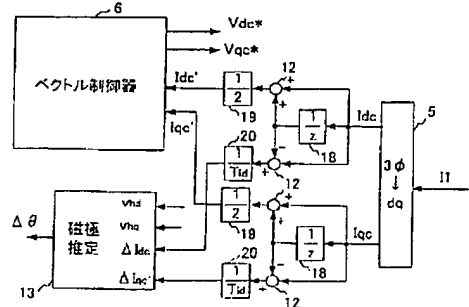 6
Vdc*
Vqc*
ベクトル制御器
Idc'
Iqc'
1
2
19
12
+
+
1
z
18
Idc
5
3φ
↓
dq
I1
20
1
Tid
+
−
12
1
2
19
12
+
+
1
z
18
Iqc
20
1
Tid
+
−
12
Δθ
磁極
推定
vhd
vhq
ΔIdc
ΔIqc
13